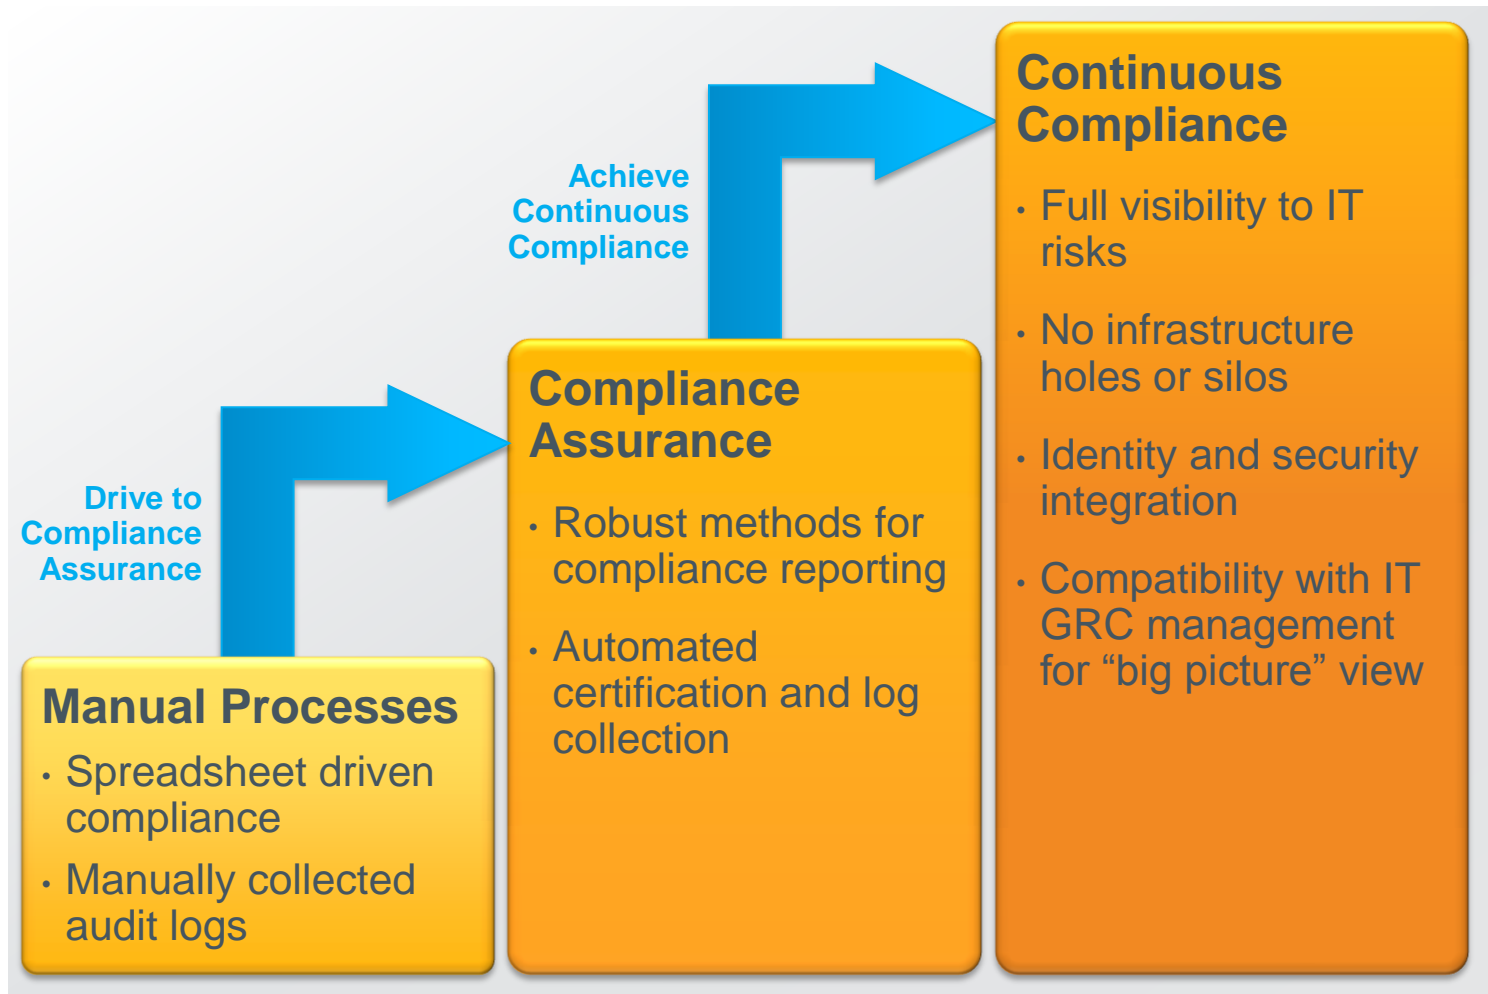 Manual Processes
• Spreadsheet driven
compliance
• Manually collected
audit logs
Drive to
Compliance
Assurance
Compliance
Assurance
• Robust methods for
compliance reporting
• Automated
certification and log
collection
Achieve
Continuous
Compliance
Continuous
Compliance
• Full visibility to IT
risks
• No infrastructure
holes or silos
• Identity and security
integration
• Compatibility with IT
GRC management
for “big picture” view